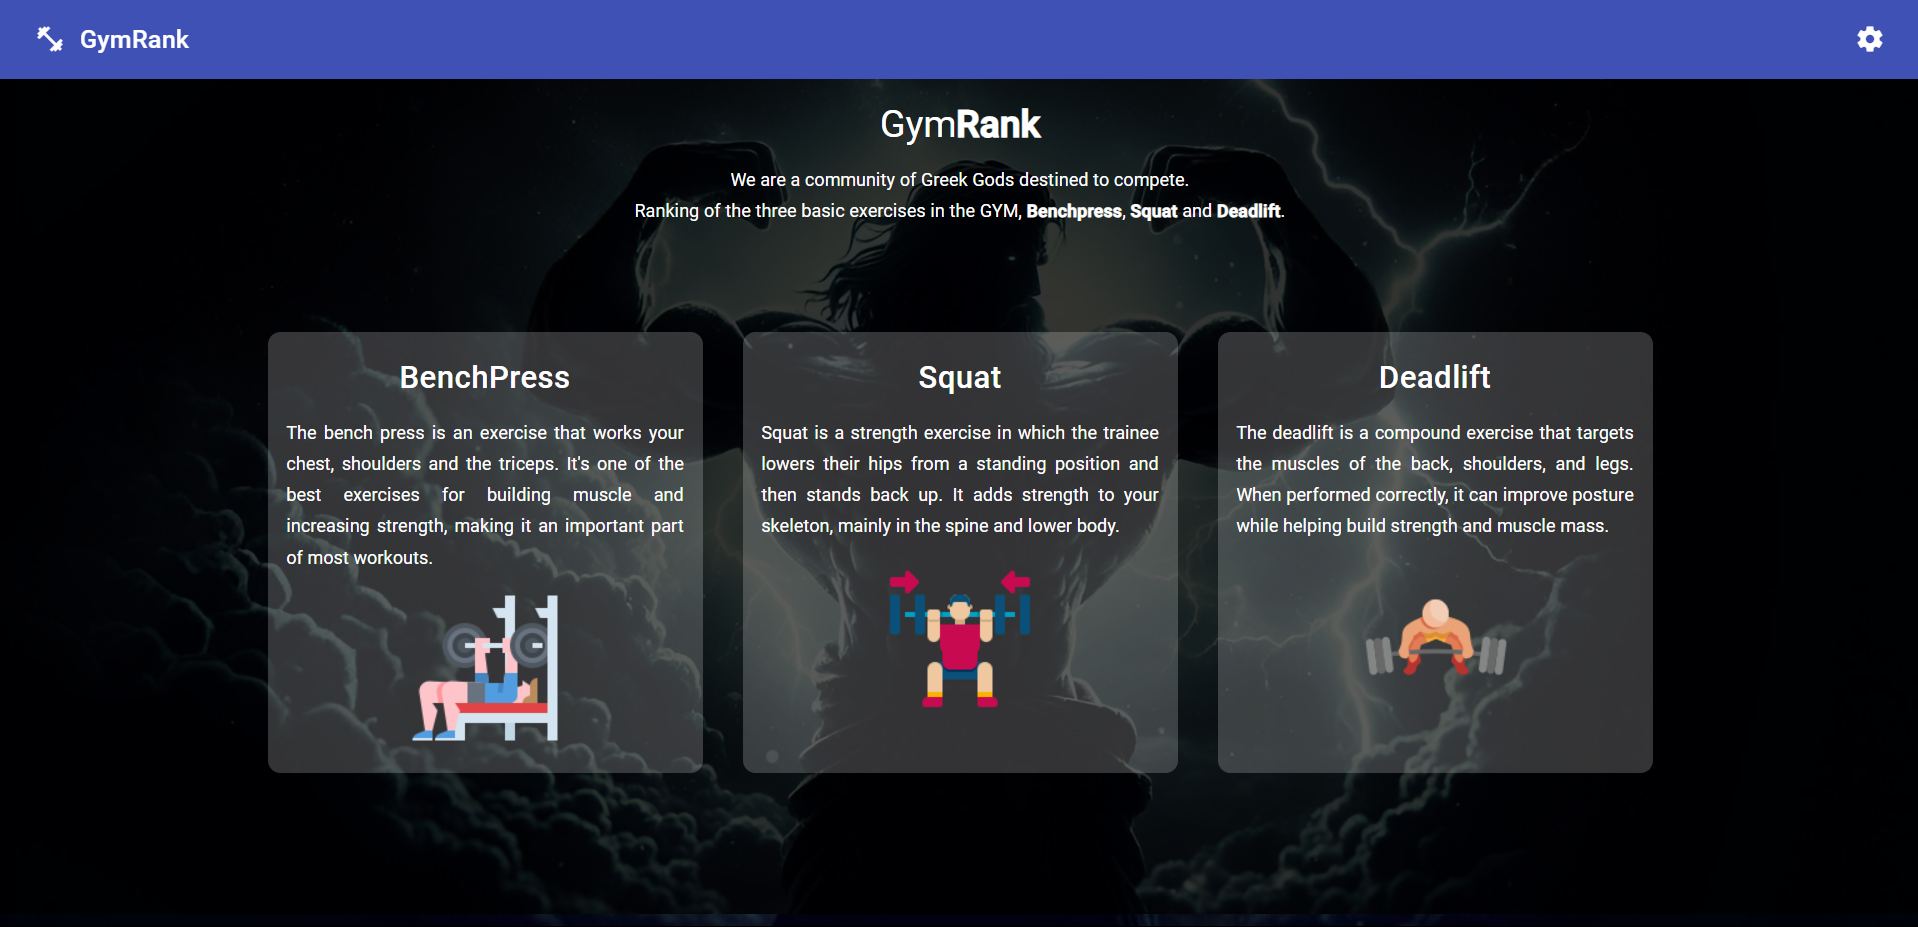 GymRank
GymRank
We are a community of Greek Gods destined to compete.
Ranking of the three basic exercises in the GYM, Benchpress, Squat and Deadlift.
BenchPress
The bench press is an exercise that works your
chest, shoulders and the triceps. It's one of the
best exercises for building muscle and
increasing strength, making it an important part
of most workouts.
Squat
Squat is a strength exercise in which the trainee
lowers their hips from a standing position and
then stands back up. It adds strength to your
skeleton, mainly in the spine and lower body.
Deadlift
The deadlift is a compound exercise that targets
the muscles of the back, shoulders, and legs.
When performed correctly, it can improve posture
while helping build strength and muscle mass.